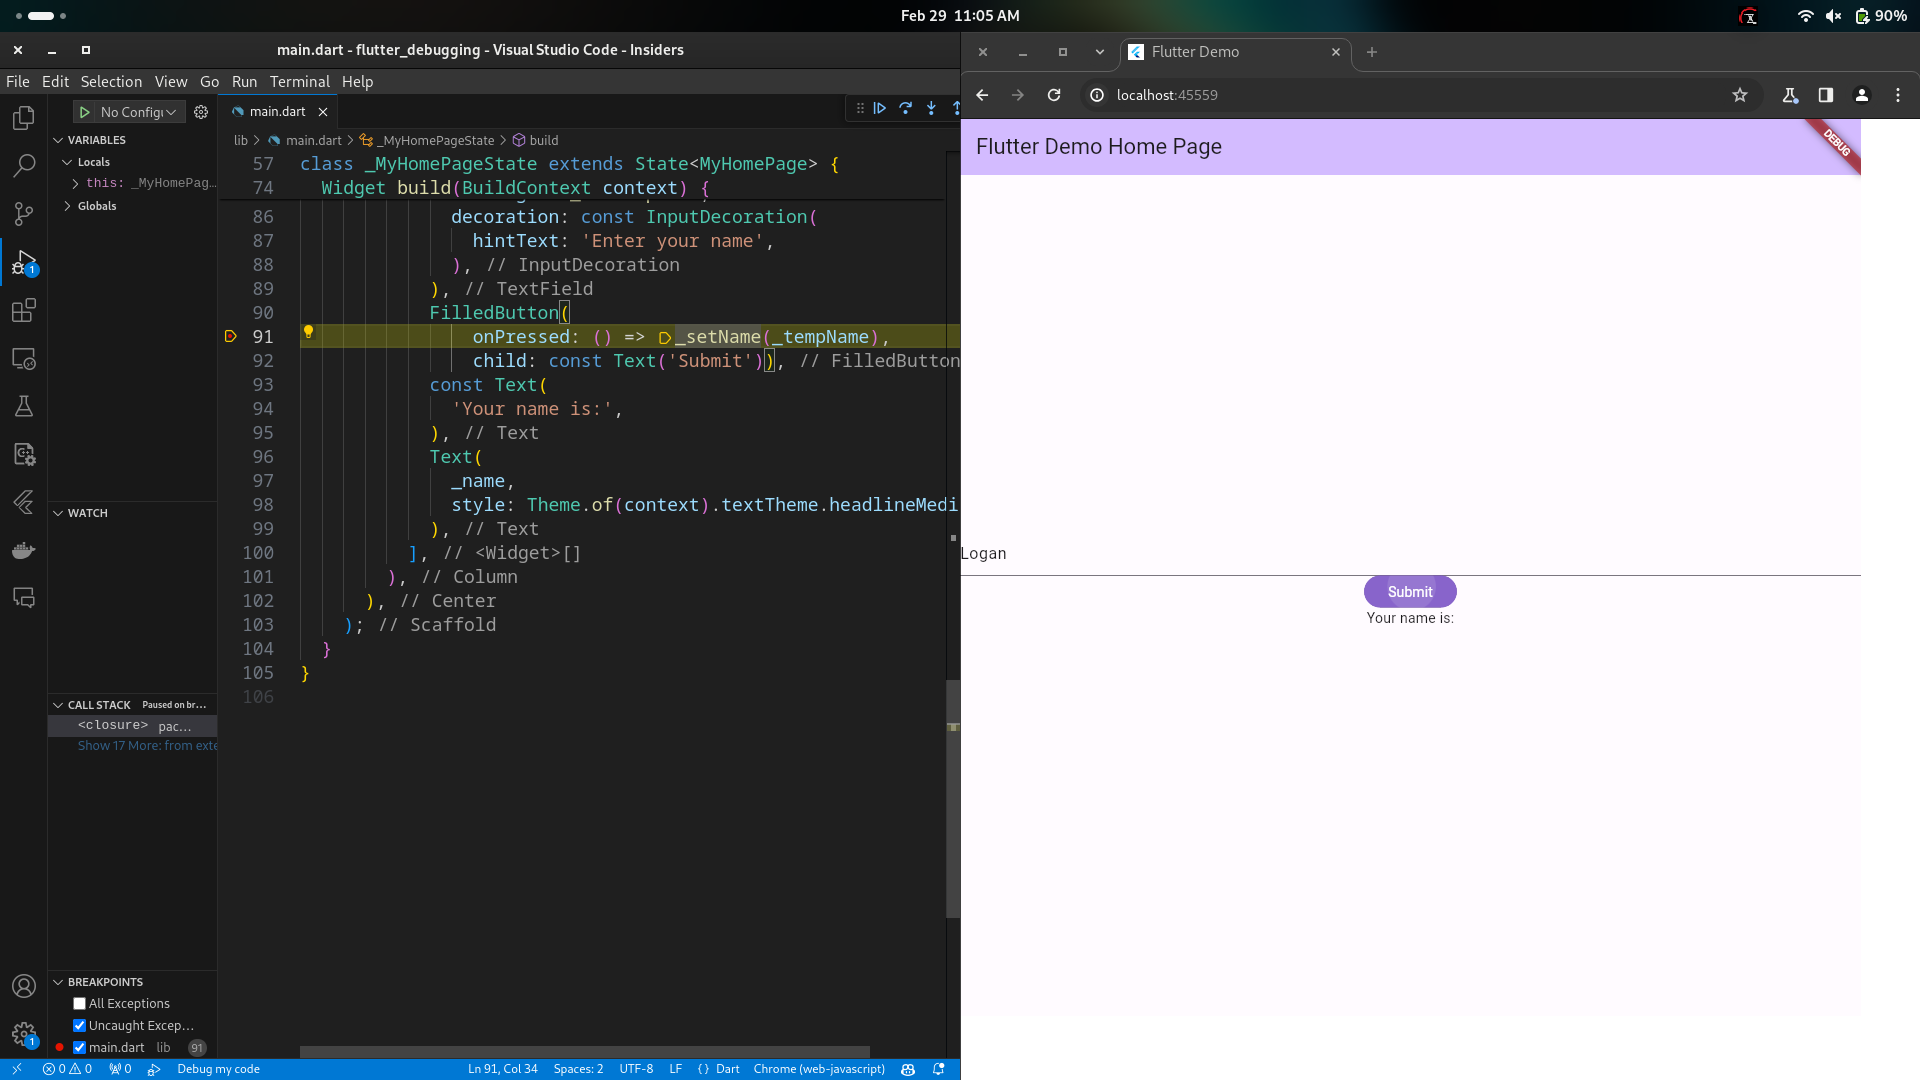 Feb 29 11:05 AM
90%
main.dart - flutter_debugging - Visual Studio Code - Insiders
File Edit Selection View Go Run Terminal Help
No Config
main.dart
VARIABLES
Locals
this: _MyHomePag...
Globals
WATCH
CALL STACK Paused on br...
<closure> pac...
Show 17 More: from exte
BREAKPOINTS
All Exceptions
Uncaught Excep...
main.dart lib 91
1
1
lib > main.dart > _MyHomePageState > build
57 class _MyHomePageState extends State<MyHomePage> {
74 Widget build(BuildContext context) {
86 decoration: const InputDecoration(
87 hintText: 'Enter your name',
88 ), // InputDecoration
89 ), // TextField
90 FilledButton(
91 onPressed: () => _setName(_tempName),
92 child: const Text('Submit')), // FilledButton
93 const Text(
94 'Your name is:',
95 ), // Text
96 Text(
97 _name,
98 style: Theme.of(context).textTheme.headlineMedi
99 ), // Text
100 ], // <Widget>[]
101 ), // Column
102 ), // Center
103 ); // Scaffold
104 }
105 }
106
0 0 0 Debug my code Ln 91, Col 34 Spaces: 2 UTF-8 LF {} Dart Chrome (web-javascript)
Flutter Demo
localhost:45559
Flutter Demo Home Page
DEBUG
Logan
Submit
Your name is: